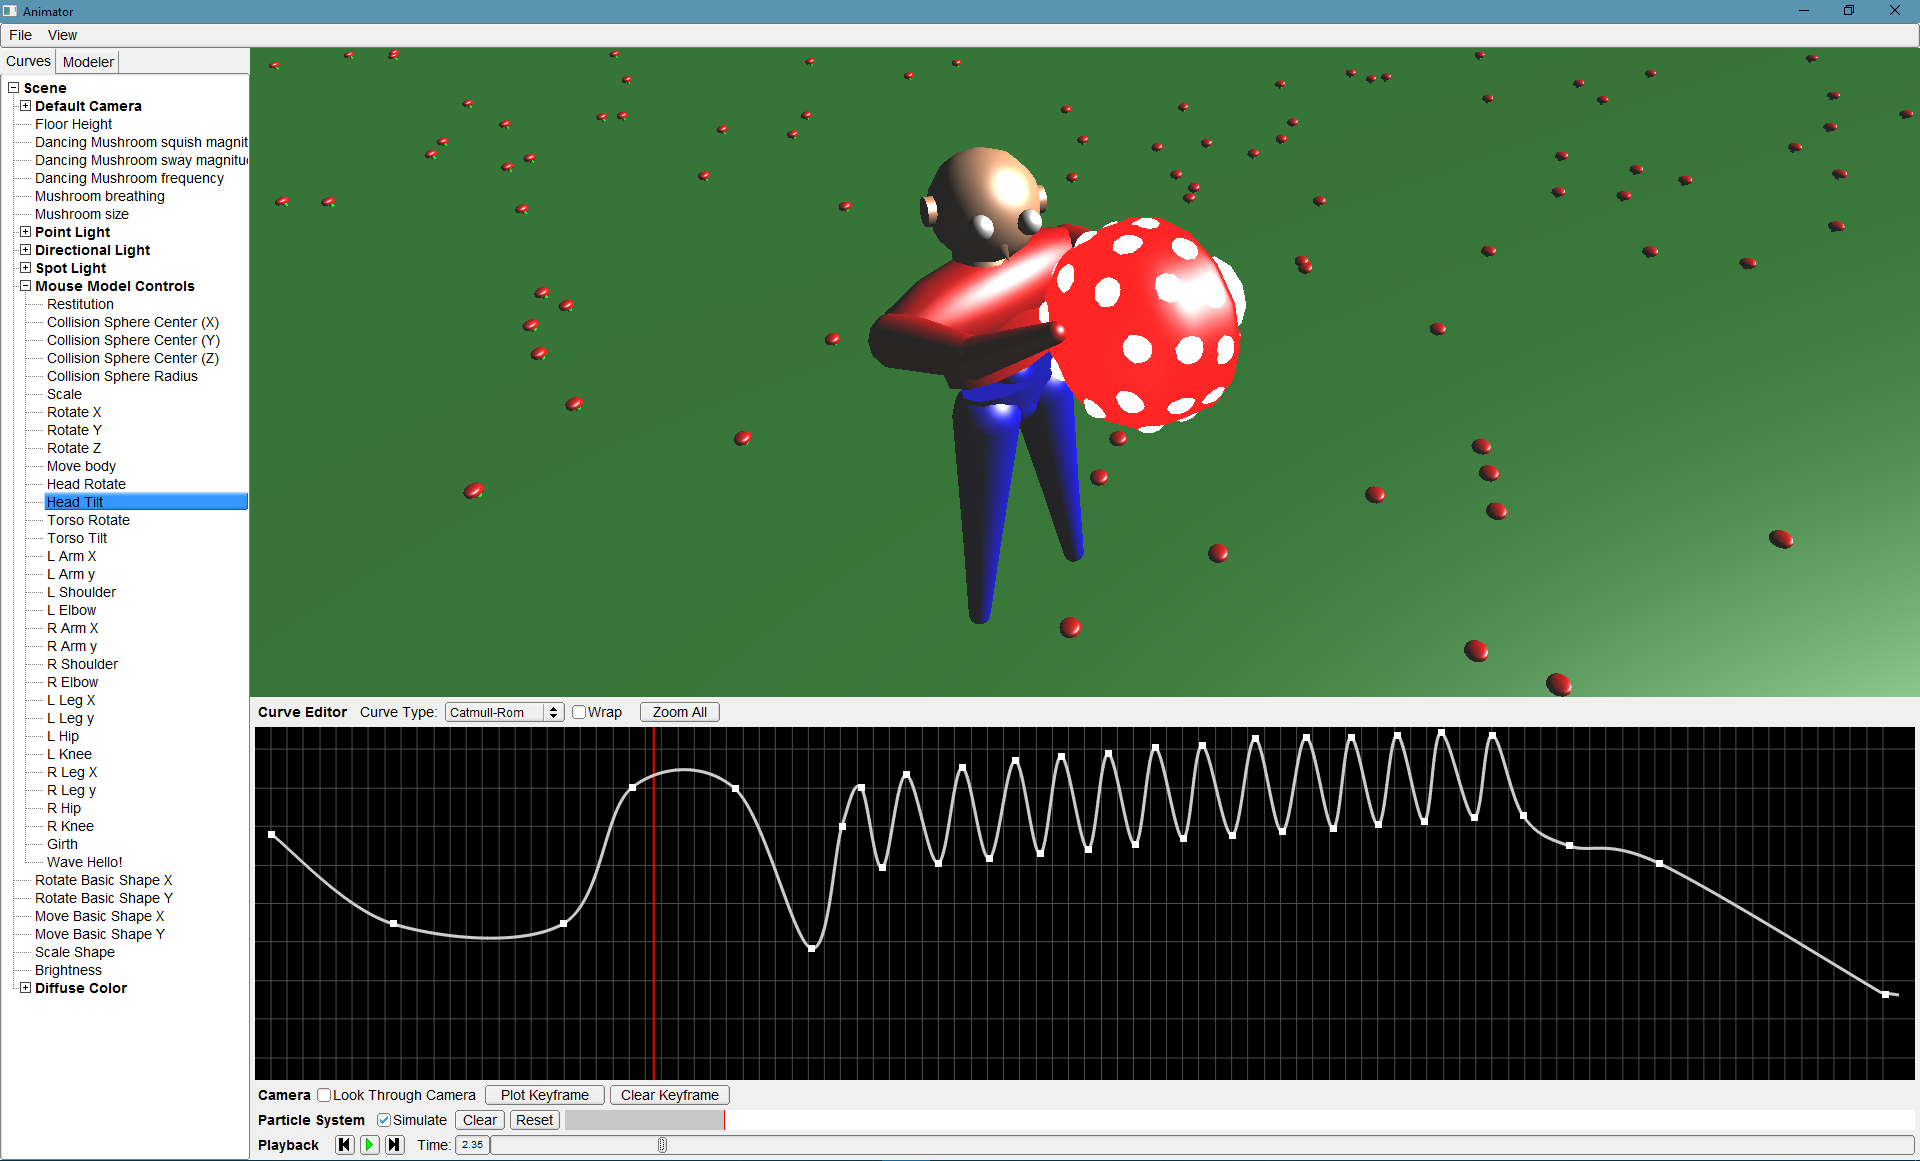 Animator
File View
Curves Modeler
Scene
Default Camera
Floor Height
Dancing Mushroom squish magnit
Dancing Mushroom sway magnitu
Dancing Mushroom frequency
Mushroom breathing
Mushroom size
Point Light
Directional Light
Spot Light
Mouse Model Controls
Restitution
Collision Sphere Center (X)
Collision Sphere Center (Y)
Collision Sphere Center (Z)
Collision Sphere Radius
Scale
Rotate X
Rotate Y
Rotate Z
Move body
Head Rotate
Head Tilt
Torso Rotate
Torso Tilt
L Arm X
L Arm y
L Shoulder
L Elbow
R Arm X
R Arm y
R Shoulder
R Elbow
L Leg X
L Leg y
L Hip
L Knee
R Leg X
R Leg y
R Hip
R Knee
Girth
Wave Hello!
Rotate Basic Shape X
Rotate Basic Shape Y
Move Basic Shape X
Move Basic Shape Y
Scale Shape
Brightness
Diffuse Color
Curve Editor Curve Type: Catmull-Rom Wrap Zoom All
Camera Look Through Camera Plot Keyframe Clear Keyframe
Particle System Simulate Clear Reset
Playback Time: 2.35